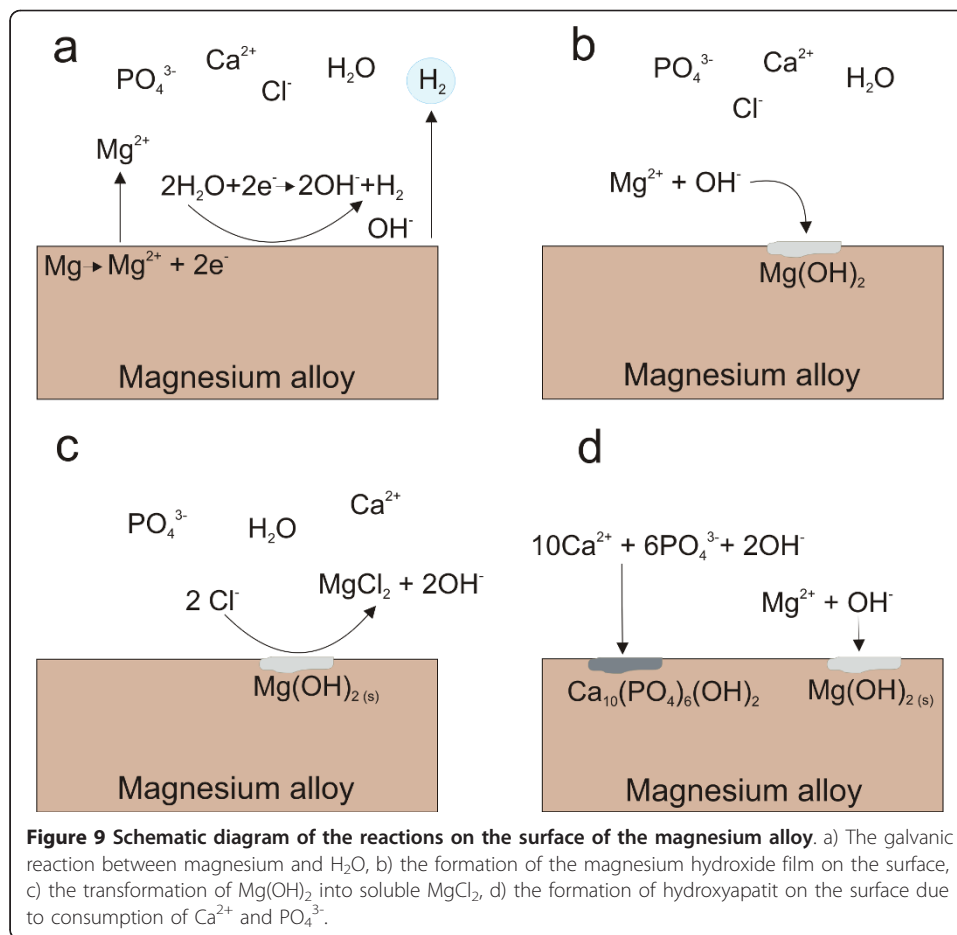 a
PO₄³⁻
Ca²⁺
Cl⁻
H₂O
H₂
Mg²⁺
2H₂O+2e⁻→2OH⁻+H₂
OH⁻
Mg→Mg²⁺ + 2e⁻
Magnesium alloy
b
PO₄³⁻
Ca²⁺
Cl⁻
H₂O
Mg²⁺ + OH⁻
Mg(OH)₂
Magnesium alloy
c
PO₄³⁻
H₂O
Ca²⁺
2 Cl⁻
MgCl₂ + 2OH⁻
Mg(OH)₂ ₍ₛ₎
Magnesium alloy
d
10Ca²⁺ + 6PO₄³⁻+ 2OH⁻
Mg²⁺ + OH⁻
Ca₁₀(PO₄)₆(OH)₂
Mg(OH)₂₍ₛ₎
Magnesium alloy
Figure 9 Schematic diagram of the reactions on the surface of the magnesium alloy. a) The galvanic
reaction between magnesium and H₂O, b) the formation of the magnesium hydroxide film on the surface,
c) the transformation of Mg(OH)₂ into soluble MgCl₂, d) the formation of hydroxyapatit on the surface due
to consumption of Ca²⁺ and PO₄³⁻.